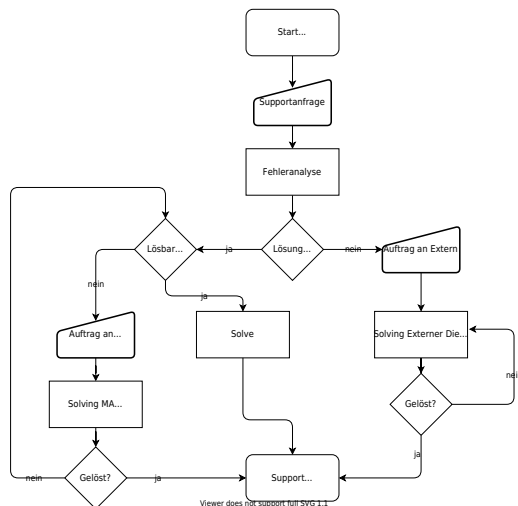 Start...
Supportanfrage
Fehleranalyse
Lösbar...
ja
Lösung...
nein
Auftrag an Extern
nein
ja
Auftrag an...
Solve
Solving Externer Die...
nei
Solving MA...
Gelöst?
ja
Gelöst?
nein
ja
Support...
Viewer does not support full SVG 1.1